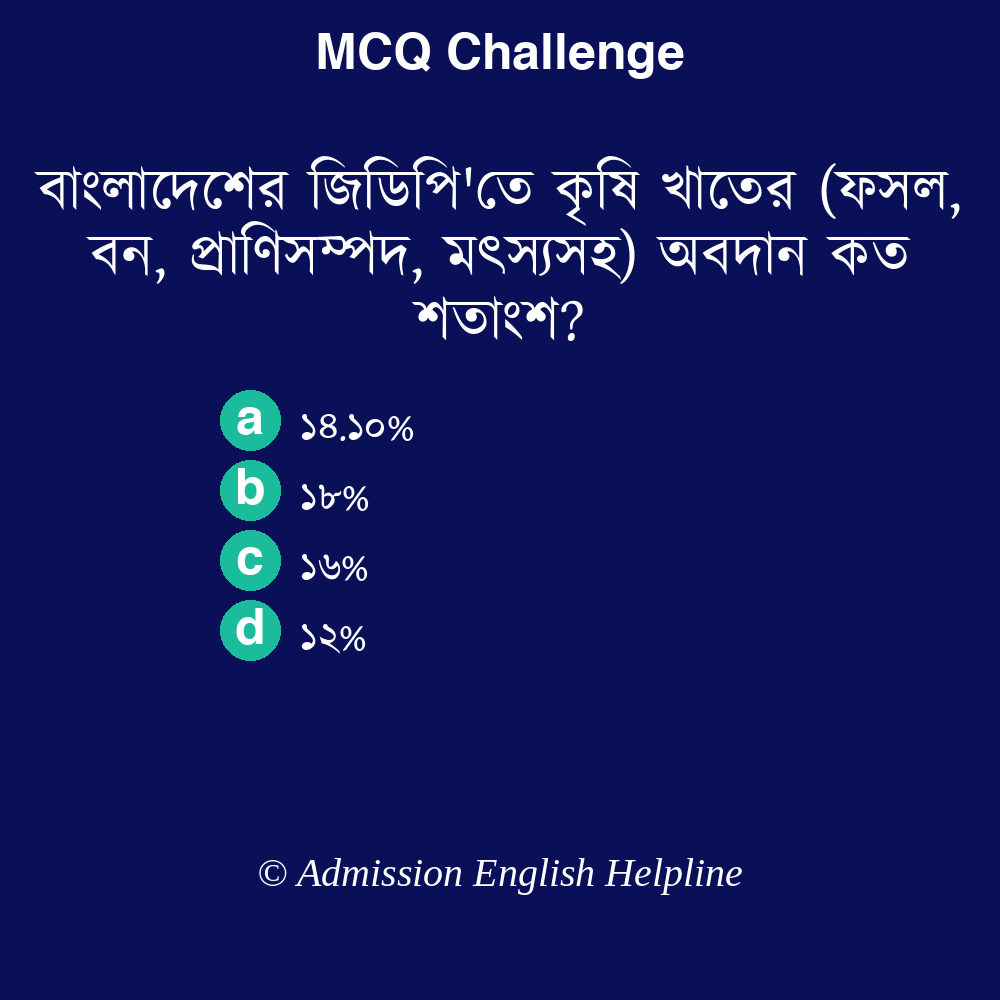 MCQ Challenge
বাংলাদেশের জিডিপি'তে কৃষি খাতের (ফসল,
বন, প্রাণিসম্পদ, মৎস্যসহ) অবদান কত
শতাংশ?
a ১৪.১০%
b ১৮%
c ১৬%
d ১২%
© Admission English Helpline